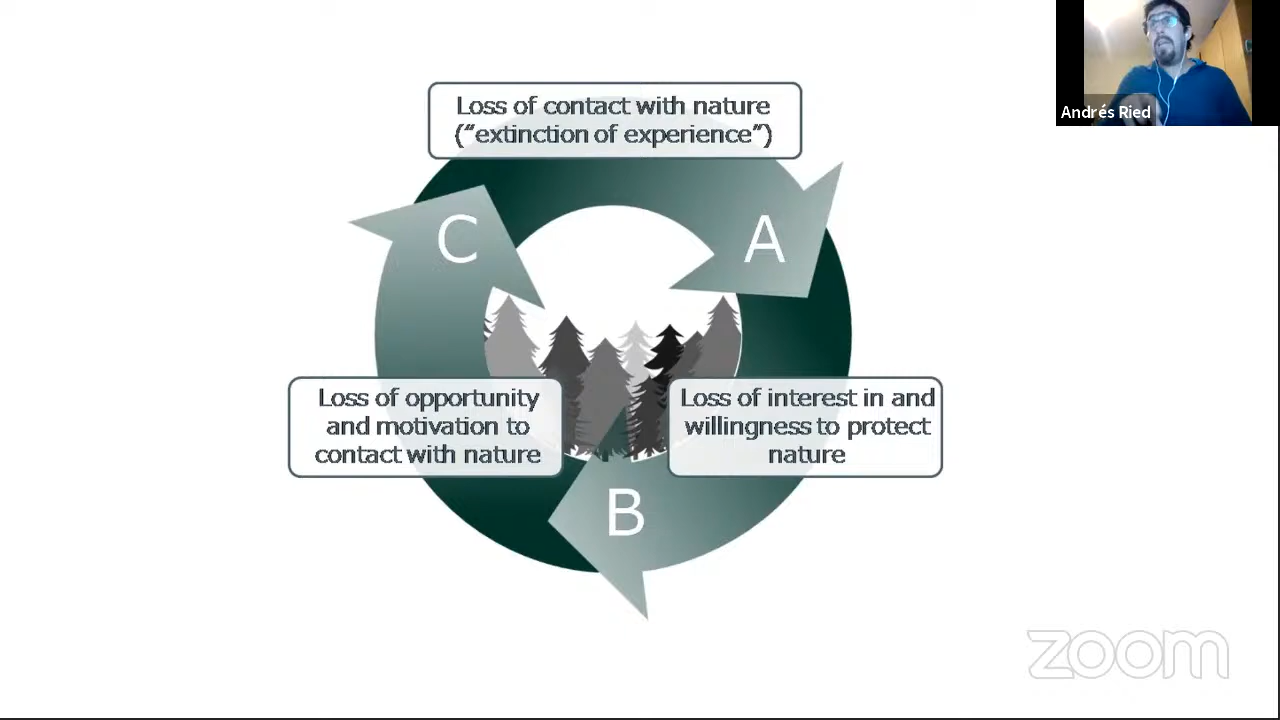 Andrés Ried
Loss of contact with nature
(“extinction of experience”)
C
A
Loss of opportunity
and motivation to
contact with nature
Loss of interest in and
willingness to protect
nature
B
zoom